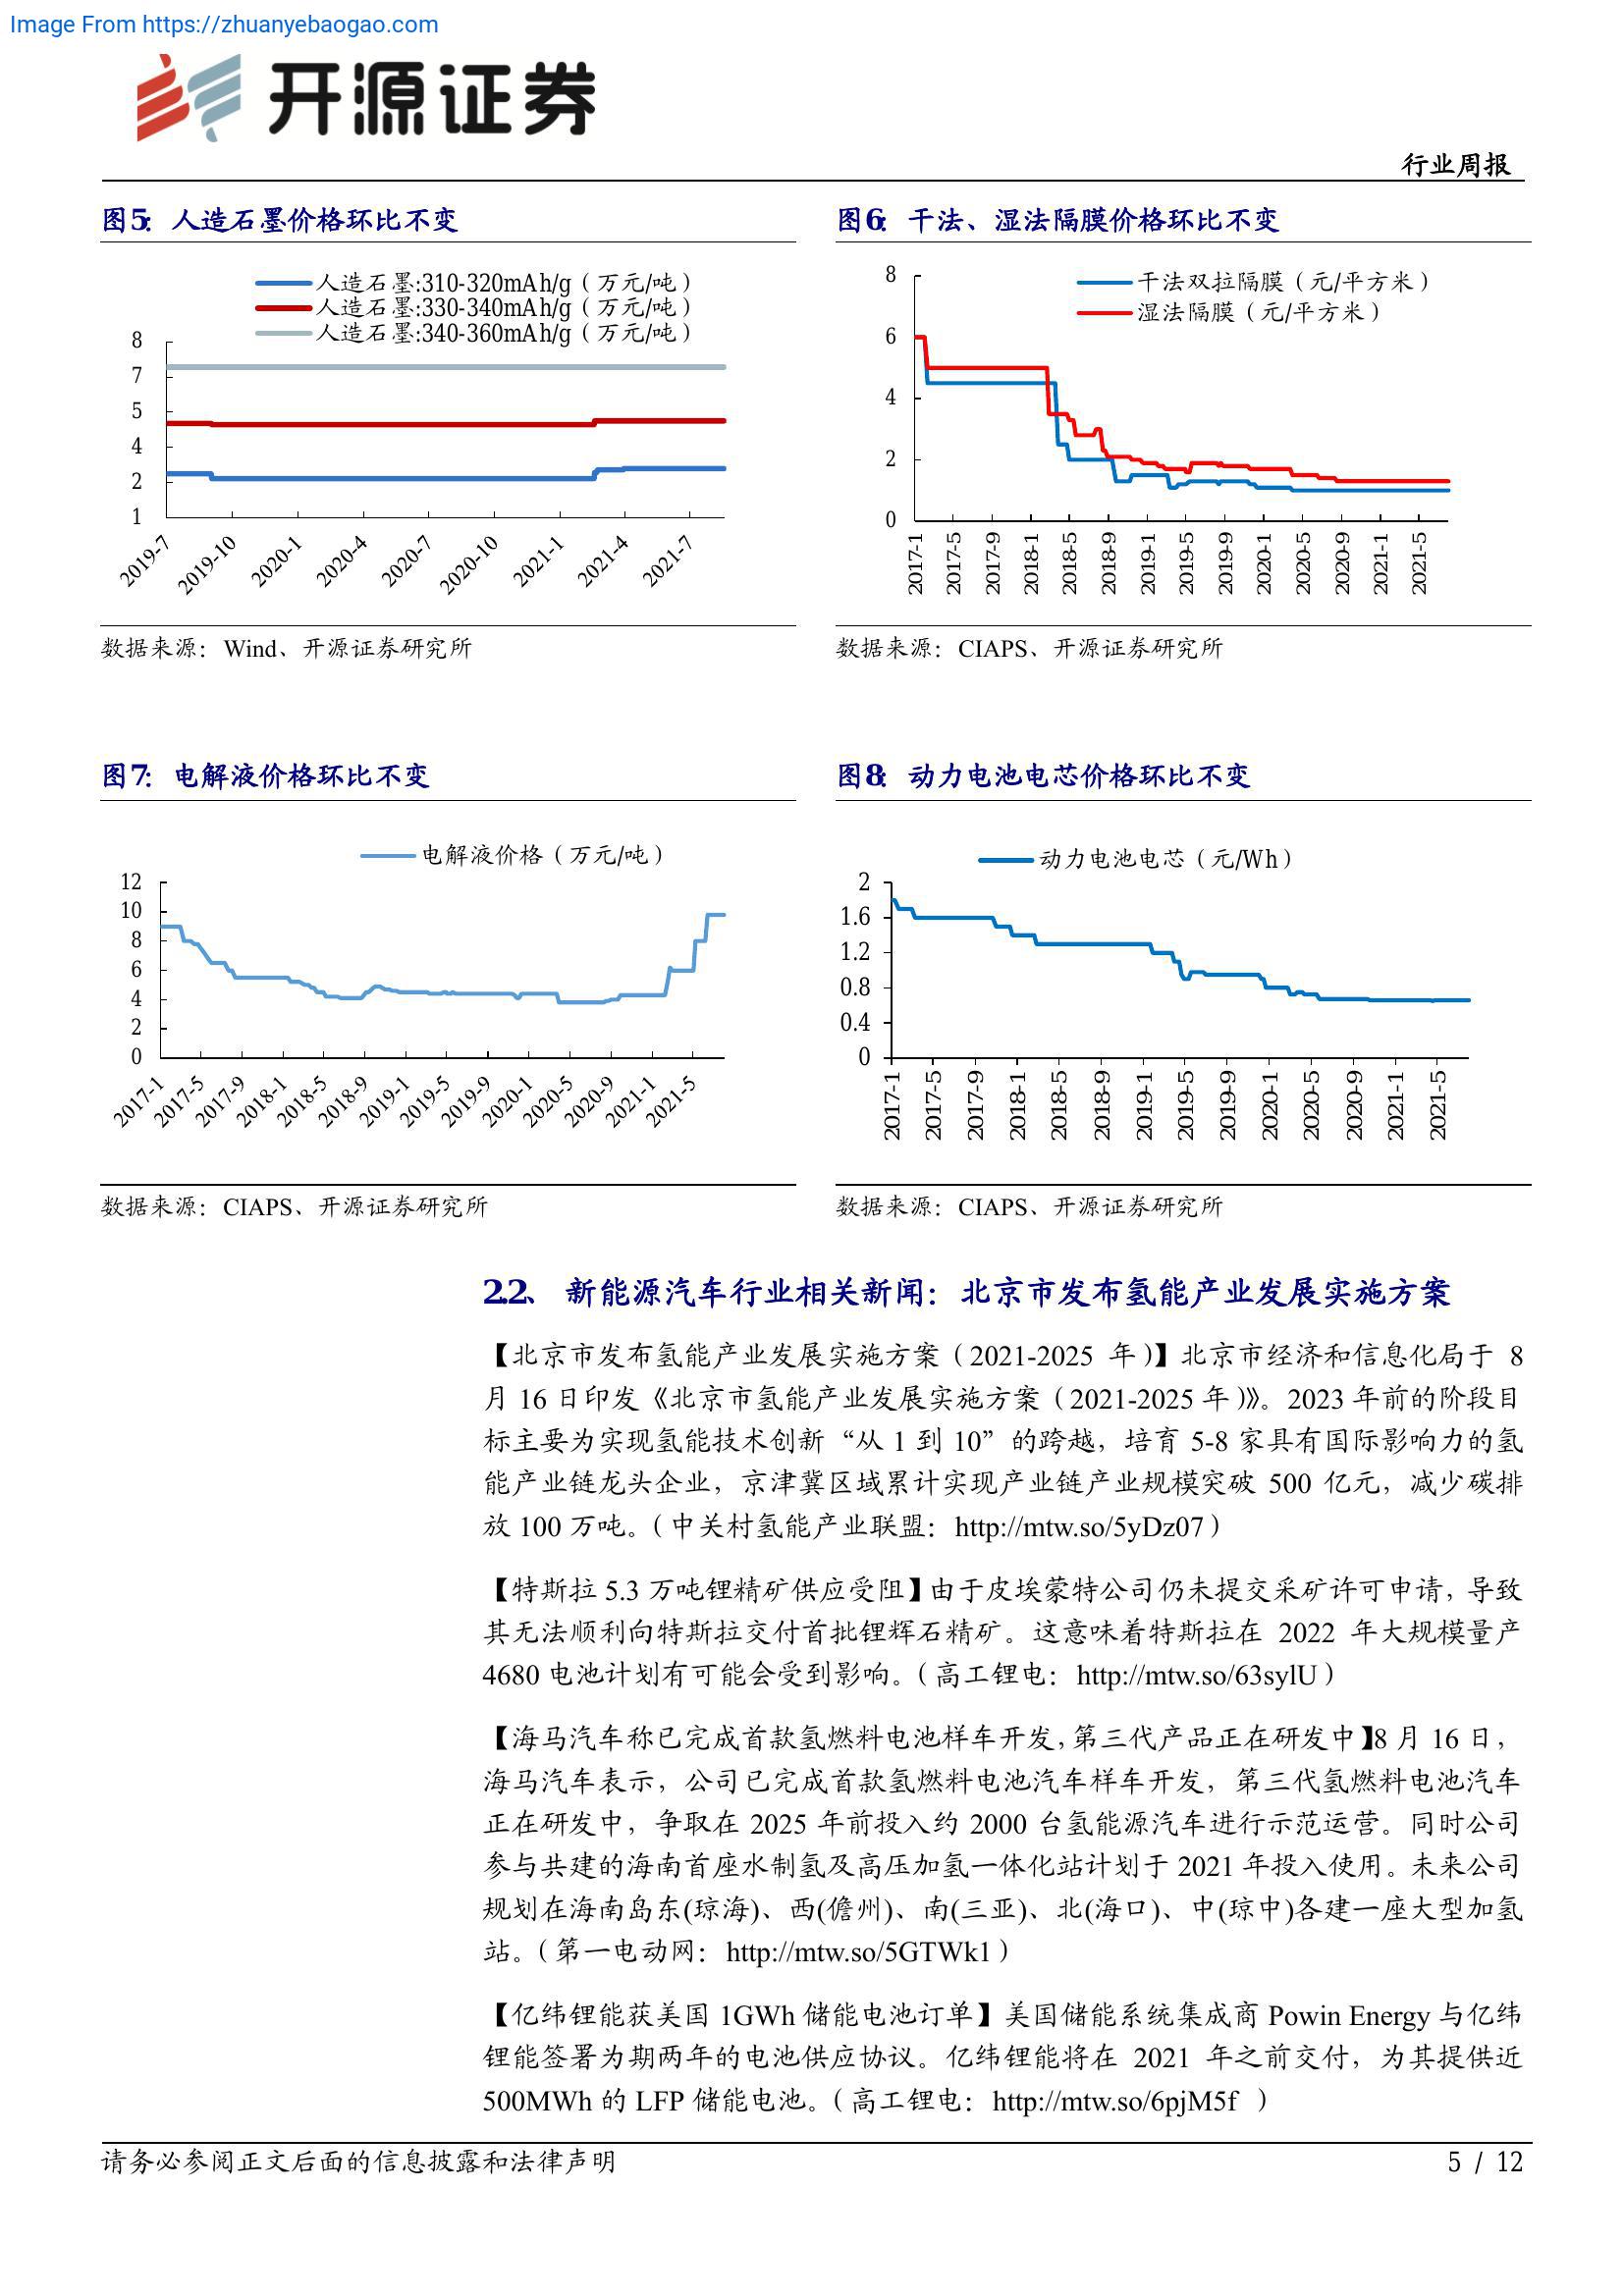 Image From https://zhuanyebaogao.com
开源证券
行业周报
图5： 人造石墨价格环比不变
人造石墨:310-320mAh/g（万元/吨）
人造石墨:330-340mAh/g（万元/吨）
人造石墨:340-360mAh/g（万元/吨）
8
7
5
4
2
1
2019-7
2019-10
2020-1
2020-4
2020-7
2020-10
2021-1
2021-4
2021-7
数据来源：Wind、开源证券研究所
图6： 干法、湿法隔膜价格环比不变
干法双拉隔膜（元/平方米）
湿法隔膜（元/平方米）
8
6
4
2
0
2017-1
2017-5
2017-9
2018-1
2018-5
2018-9
2019-1
2019-5
2019-9
2020-1
2020-5
2020-9
2021-1
2021-5
数据来源：CIAPS、开源证券研究所
图7： 电解液价格环比不变
电解液价格（万元/吨）
12
10
8
6
4
2
0
2017-1
2017-5
2017-9
2018-1
2018-5
2018-9
2019-1
2019-5
2019-9
2020-1
2020-5
2020-9
2021-1
2021-5
数据来源：CIAPS、开源证券研究所
图8： 动力电池电芯价格环比不变
动力电池电芯（元/Wh）
2
1.6
1.2
0.8
0.4
0
2017-1
2017-5
2017-9
2018-1
2018-5
2018-9
2019-1
2019-5
2019-9
2020-1
2020-5
2020-9
2021-1
2021-5
数据来源：CIAPS、开源证券研究所
2.2、 新能源汽车行业相关新闻：北京市发布氢能产业发展实施方案
【北京市发布氢能产业发展实施方案（2021-2025 年）】北京市经济和信息化局于 8
月 16 日印发《北京市氢能产业发展实施方案（2021-2025 年）》。2023 年前的阶段目
标主要为实现氢能技术创新“从 1 到 10”的跨越，培育 5-8 家具有国际影响力的氢
能产业链龙头企业，京津冀区域累计实现产业链产业规模突破 500 亿元，减少碳排
放 100 万吨。（中关村氢能产业联盟：http://mtw.so/5yDz07）
【特斯拉 5.3 万吨锂精矿供应受阻】由于皮埃蒙特公司仍未提交采矿许可申请，导致
其无法顺利向特斯拉交付首批锂辉石精矿。这意味着特斯拉在 2022 年大规模量产
4680 电池计划有可能会受到影响。（高工锂电：http://mtw.so/63sylU）
【海马汽车称已完成首款氢燃料电池样车开发，第三代产品正在研发中】8 月 16 日，
海马汽车表示，公司已完成首款氢燃料电池汽车样车开发，第三代氢燃料电池汽车
正在研发中，争取在 2025 年前投入约 2000 台氢能源汽车进行示范运营。同时公司
参与共建的海南首座水制氢及高压加氢一体化站计划于 2021 年投入使用。未来公司
规划在海南岛东(琼海)、西(儋州)、南(三亚)、北(海口)、中(琼中)各建一座大型加氢
站。（第一电动网：http://mtw.so/5GTWk1）
【亿纬锂能获美国 1GWh 储能电池订单】美国储能系统集成商 Powin Energy 与亿纬
锂能签署为期两年的电池供应协议。亿纬锂能将在 2021 年之前交付，为其提供近
500MWh 的 LFP 储能电池。（高工锂电：http://mtw.so/6pjM5f ）
请务必参阅正文后面的信息披露和法律声明
5 / 12